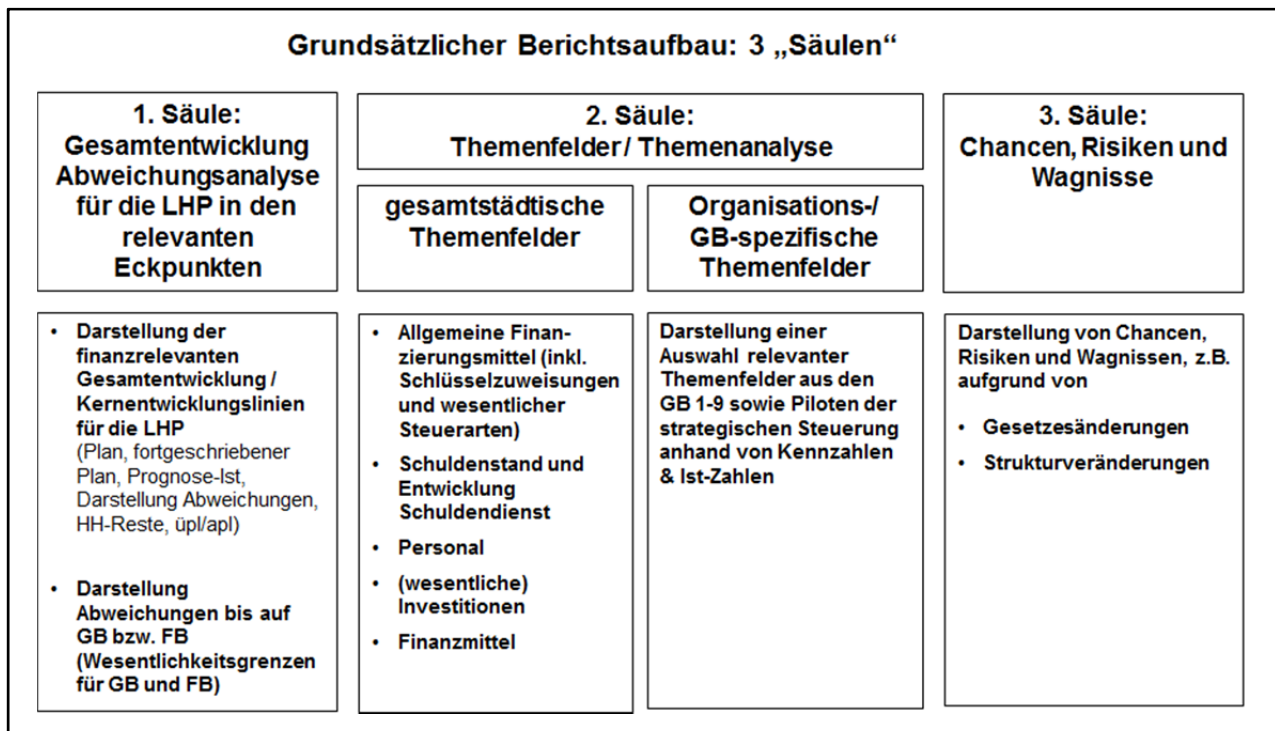 Grundsätzlicher Berichtsaufbau: 3 „Säulen“
1. Säule:
Gesamtentwicklung
Abweichungsanalyse
für die LHP in den
relevanten
Eckpunkten
2. Säule:
Themenfelder / Themenanalyse
gesamtstädtische
Themenfelder
Organisations-/
GB-spezifische
Themenfelder
3. Säule:
Chancen, Risiken und
Wagnisse
• Darstellung der
finanzrelevanten
Gesamtentwicklung /
Kernentwicklungslinien
für die LHP
(Plan, fortgeschriebener
Plan, Prognose-Ist,
Darstellung Abweichungen,
HH-Reste, üpl/apl)
• Darstellung
Abweichungen bis auf
GB bzw. FB
(Wesentlichkeitsgrenzen
für GB und FB)
• Allgemeine Finan-
zierungsmittel (inkl.
Schlüsselzuweisungen
und wesentlicher
Steuerarten)
• Schuldenstand und
Entwicklung
Schuldendienst
• Personal
• (wesentliche)
Investitionen
• Finanzmittel
Darstellung einer
Auswahl relevanter
Themenfelder aus den
GB 1-9 sowie Piloten der
strategischen Steuerung
anhand von Kennzahlen
& Ist-Zahlen
Darstellung von Chancen,
Risiken und Wagnissen, z.B.
aufgrund von
• Gesetzesänderungen
• Strukturveränderungen